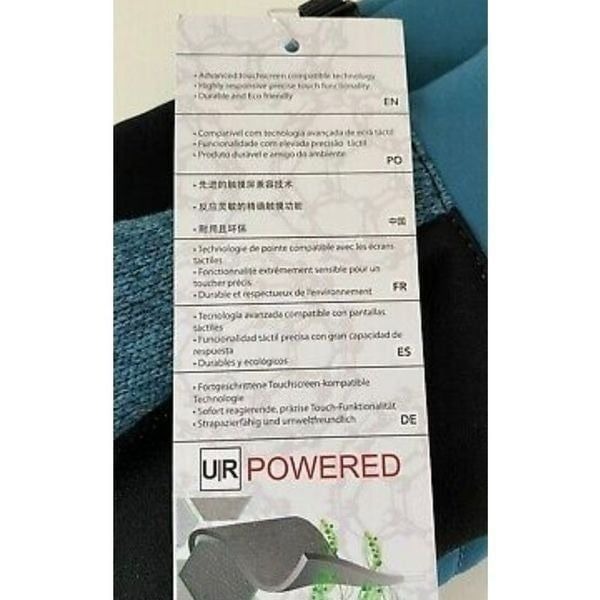 • Advanced touchscreen compatible technology
• Highly responsive precise touch functionality
• Durable and Eco friendly
EN
• Compatível com tecnologia avançada de ecrã táctil
• Funcionalidade com elevada precisão táctil
• Produto durável e amigo do ambiente
PO
• 先进的触摸屏兼容技术
• 反应灵敏的精确触摸功能
• 耐用且环保
中国
• Technologie de pointe compatible avec les écrans
tactiles
• Fonctionnalité extrêmement sensible pour un
toucher précis
• Durable et respectueux de l'environnement
FR
• Tecnología avanzada compatible con pantallas
táctiles
• Funcionalidad táctil precisa con gran capacidad de
respuesta
• Durables y ecológicos
ES
• Fortgeschrittene Touchscreen-kompatible
Technologie
• Sofort reagierende, präzise Touch-Funktionalität
• Strapazierfähig und umweltfreundlich
DE
U|R POWERED